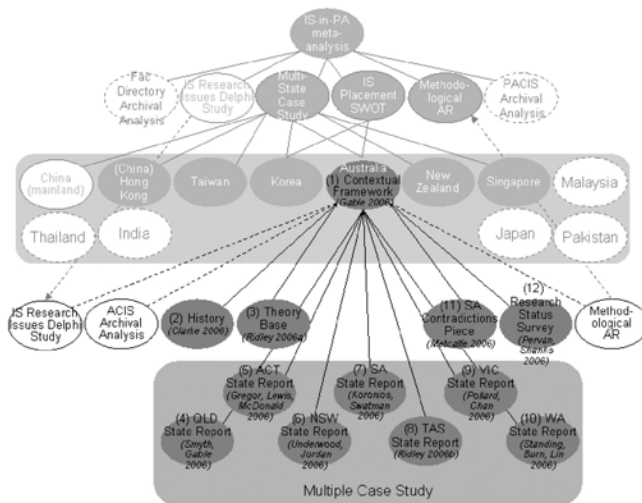 IS-in-PA
meta-
analysis
Fac
Directory
Archival
Analysis
IS Research
Issues Delphi
Study
Multi-
State Case
Study
IS
Placement
SWOT
Methodo-
logical
AR
PACIS
Archival
Analysis
China
(mainland)
(China)
Hong
Kong
Taiwan
Korea
Australia
(1) Contextual
Framework
(Gable 2006)
New
Zealand
Singapore
Malaysia
Thailand
India
Japan
Pakistan
IS Research
Issues Delphi
Study
ACIS
Archival
Analysis
(2) History
(Clarke 2006)
(3) Theory
Base
(Ridley 2006a)
(11) SA
Contradictions
Piece
(Metcalfe 2006)
(12)
Research
Status
Survey
(Pervan,
Shanks
2006)
Method-
ological
AR
(5) ACT
State Report
(Gregor, Lewis,
McDonald
2006)
(7) SA
State Report
(Koronios,
Swatman
2006)
(9) VIC
State Report
(Pollard,
Chan
2006)
(4) QLD
State Report
(Smyth,
Gable
2006)
(6) NSW
State Report
(Underwood,
Jordan
2006)
(8) TAS
State Report
(Ridley 2006b)
(10) WA
State Report
(Standing,
Burn, Lin
2006)
Multiple Case Study